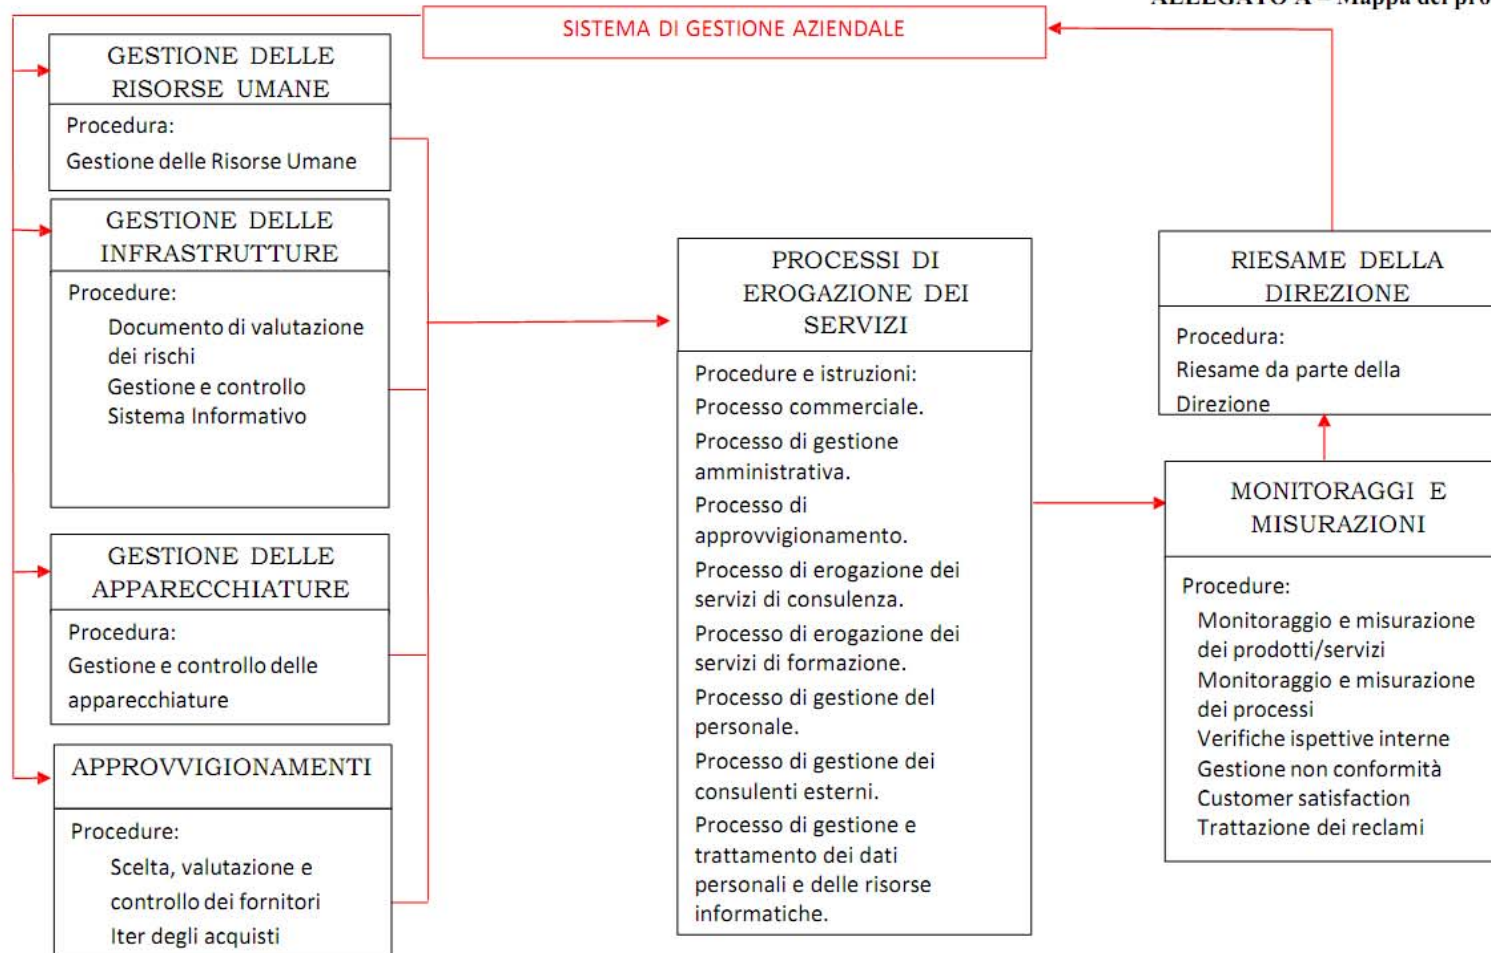 ALLEGATO A – Mappa dei
SISTEMA DI GESTIONE AZIENDALE
GESTIONE DELLE
RISORSE UMANE
Procedura:
Gestione delle Risorse Umane
GESTIONE DELLE
INFRASTRUTTURE
Procedure:
Documento di valutazione
dei rischi
Gestione e controllo
Sistema Informativo
GESTIONE DELLE
APPARECCHIATURE
Procedura:
Gestione e controllo delle
apparecchiature
APPROVVIGIONAMENTI
Procedure:
Scelta, valutazione e
controllo dei fornitori
Iter degli acquisti
PROCESSI DI
EROGAZIONE DEI
SERVIZI
Procedure e istruzioni:
Processo commerciale.
Processo di gestione
amministrativa.
Processo di
approvvigionamento.
Processo di erogazione dei
servizi di consulenza.
Processo di erogazione dei
servizi di formazione.
Processo di gestione del
personale.
Processo di gestione dei
consulenti esterni.
Processo di gestione e
trattamento dei dati
personali e delle risorse
informatiche.
RIESAME DELLA
DIREZIONE
Procedura:
Riesame da parte della
Direzione
MONITORAGGI E
MISURAZIONI
Procedure:
Monitoraggio e misurazione
dei prodotti/servizi
Monitoraggio e misurazione
dei processi
Verifiche ispettive interne
Gestione non conformità
Customer satisfaction
Trattazione dei reclami